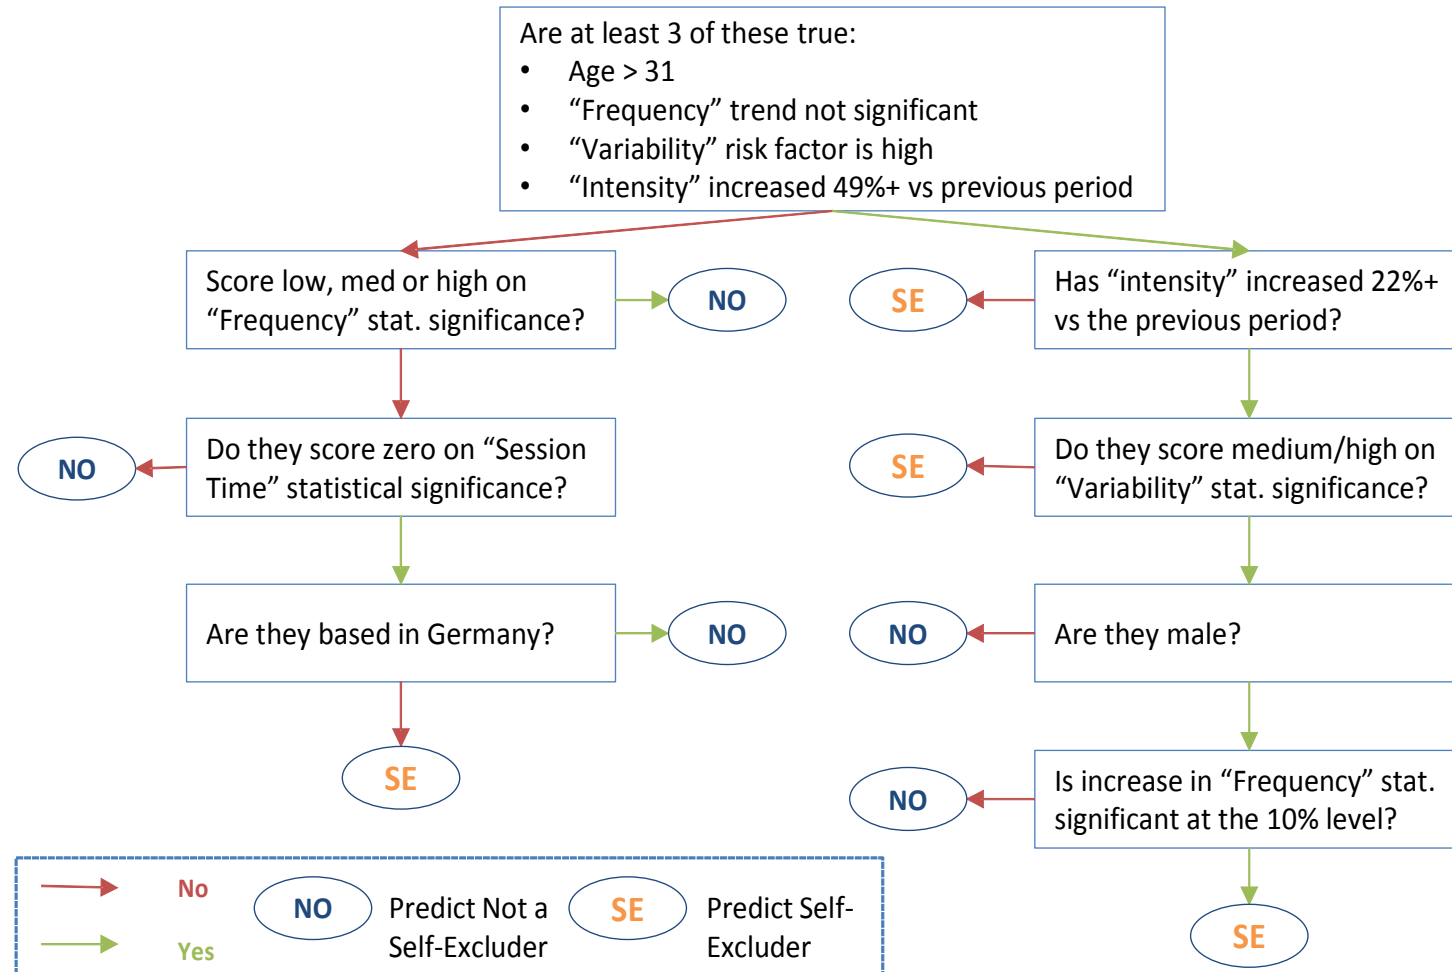 Are at least 3 of these true:
• Age > 31
• “Frequency” trend not significant
• “Variability” risk factor is high
• “Intensity” increased 49%+ vs previous period
Score low, med or high on
“Frequency” stat. significance?
NO
SE
Has “intensity” increased 22%+
vs the previous period?
NO
Do they score zero on “Session
Time” statistical significance?
SE
Do they score medium/high on
“Variability” stat. significance?
Are they based in Germany?
NO
NO
Are they male?
SE
NO
Is increase in “Frequency” stat.
significant at the 10% level?
No
Yes
NO
Predict Not a
Self-Excluder
SE
Predict Self-
Excluder
SE